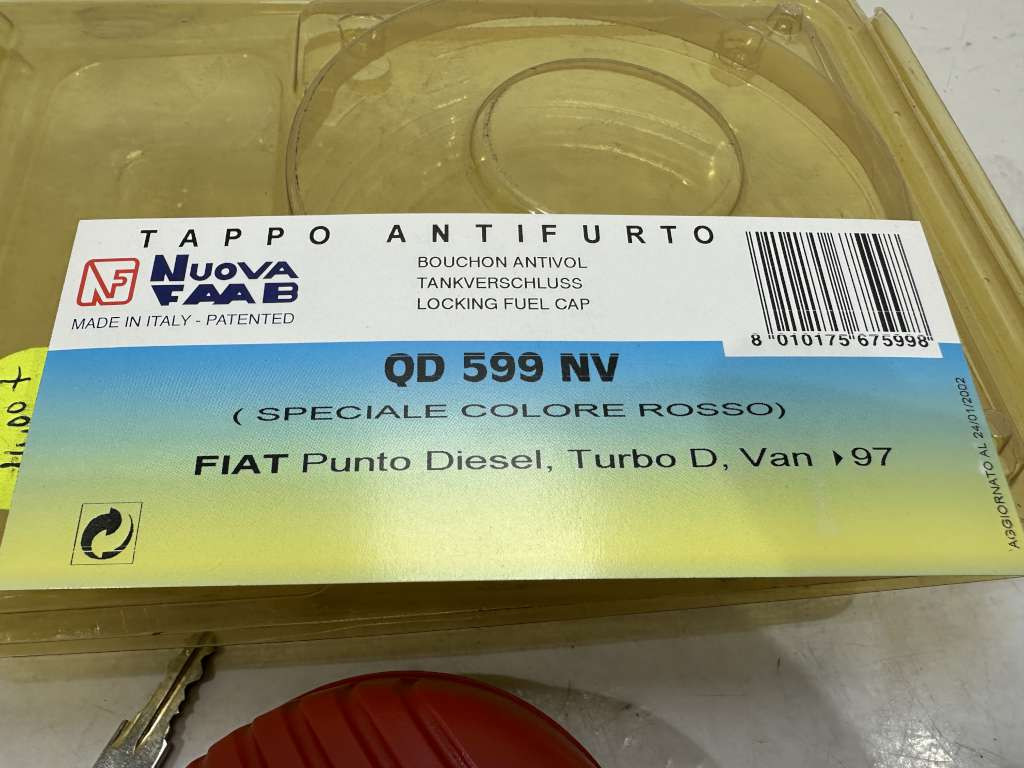 TAPPO ANTIFURTO
NF NUOVA
FAAB
MADE IN ITALY - PATENTED
BOUCHON ANTIVOL
TANKVERSCHLUSS
LOCKING FUEL CAP
8 "010175"675998"
QD 599 NV
( SPECIALE COLORE ROSSO)
FIAT Punto Diesel, Turbo D, Van ▸97
AGGIORNATO AL 24/01/2002